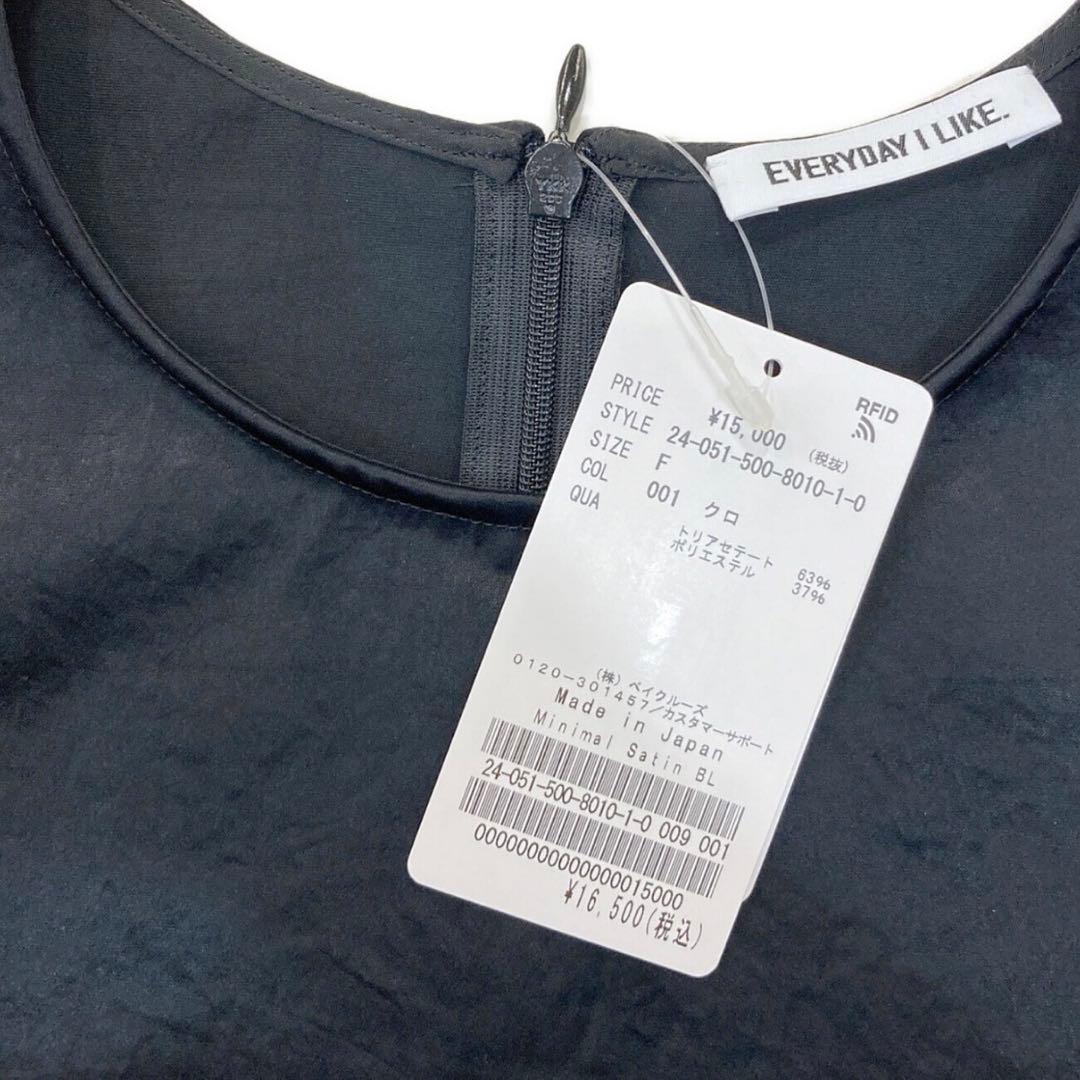 EVERYDAY I LIKE.
RFID
PRICE ¥15,000 (税抜)
STYLE 24-051-500-8010-1-0
SIZE F
COL 001 クロ
QUA
トリアセテート 63%
ポリエステル 37%
(株) ベイクルーズ
0120-301457/カスタマーサポート
Made in Japan
Minimal Satin BL
24-051-500-8010-1-0 009 001
0000000000000015000
¥16,500(税込)